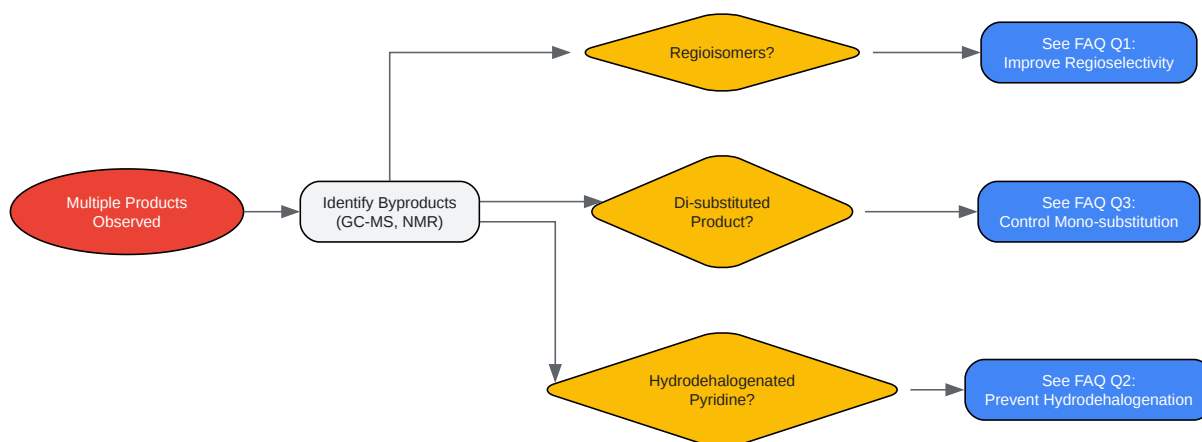 Multiple Products
Observed
Identify Byproducts
(GC-MS, NMR)
Regioisomers?
See FAQ Q1:
Improve Regioselectivity
Di-substituted
Product?
See FAQ Q3:
Control Mono-substitution
Hydrodehalogenated
Pyridine?
See FAQ Q2:
Prevent Hydrodehalogenation